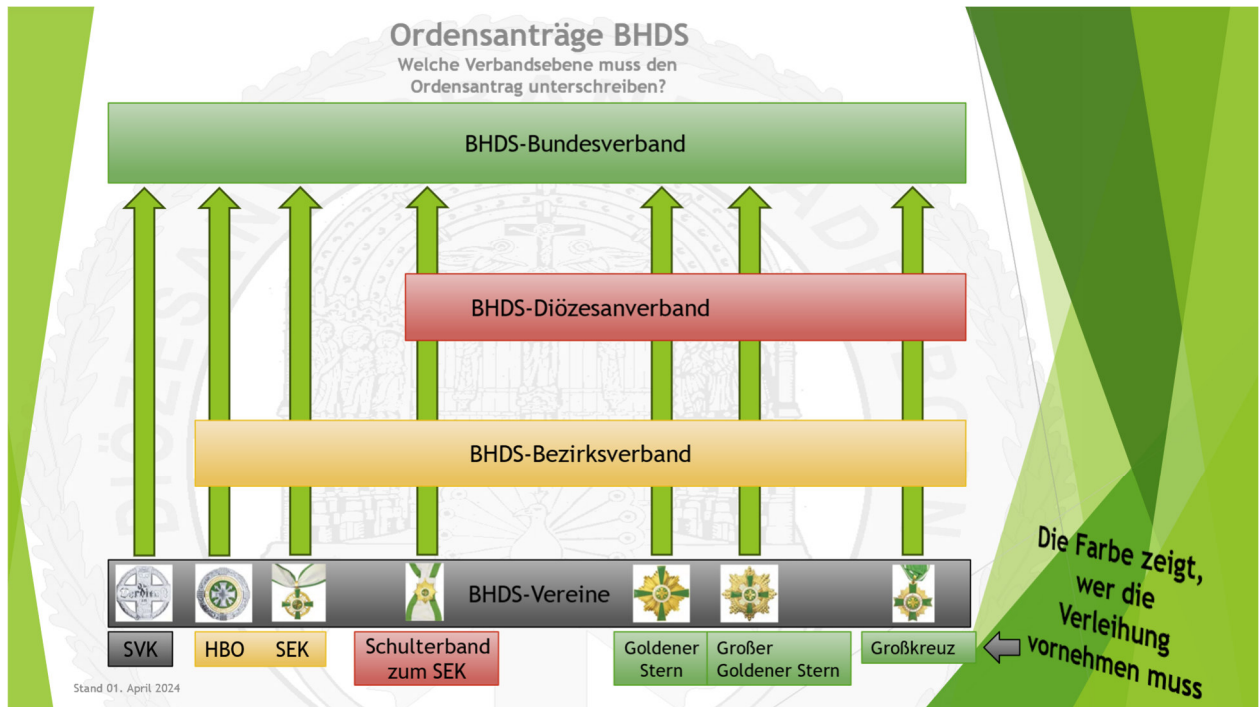 Ordensanträge BHDS
Welche Verbandsebene muss den
Ordensantrag unterschreiben?
BHDS-Bundesverband
BHDS-Diözesanverband
BHDS-Bezirksverband
BHDS-Vereine
SVK
HBO
SEK
Schulterband
zum SEK
Goldener
Stern
Großer
Goldener Stern
Großkreuz
Die Farbe zeigt,
wer die
Verleihung
vornehmen muss
Stand 01. April 2024